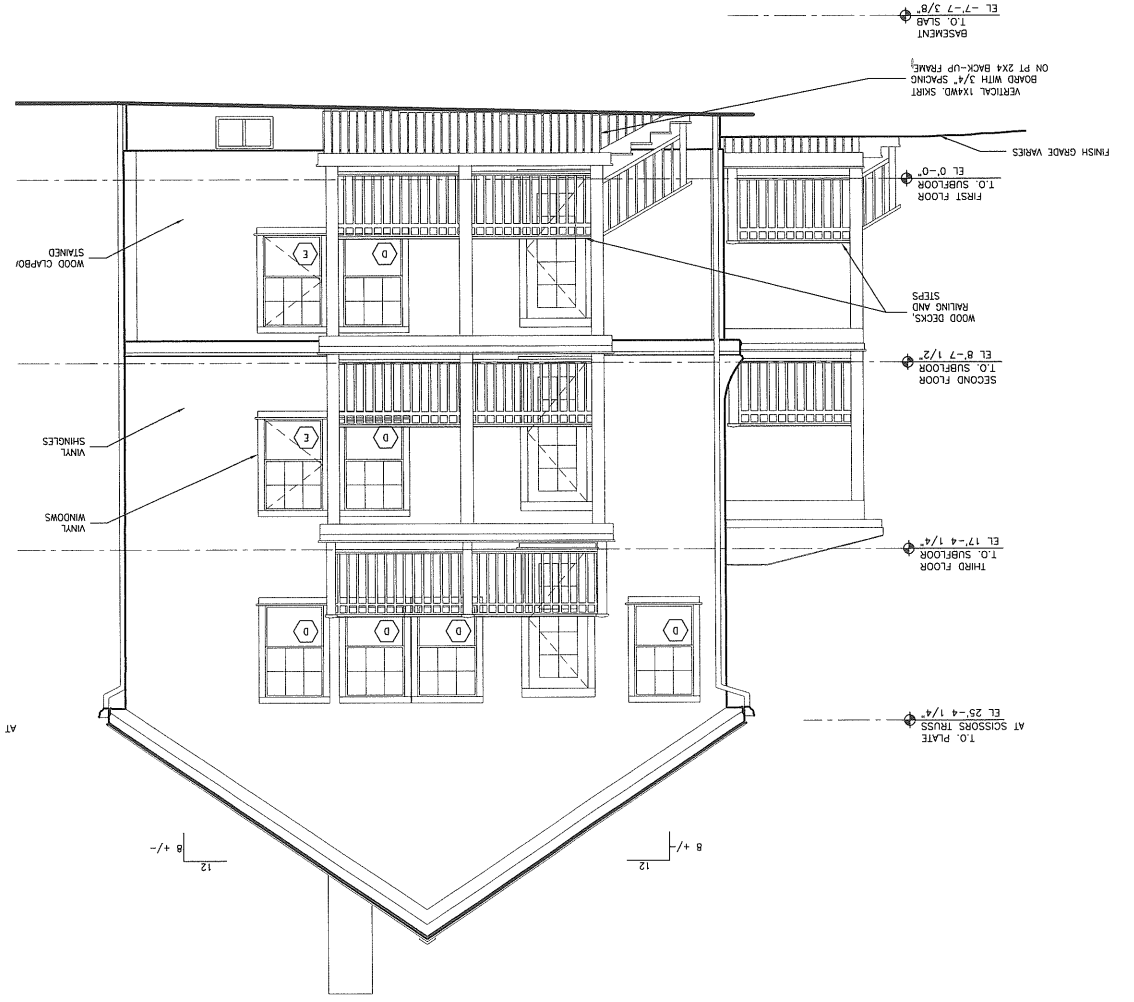 12
8 +/-
12
8 +/-
T.O. PLATE
AT SCISSORS TRUSS
EL 25'-4 1/4"
AT
D
D
D
D
THIRD FLOOR
T.O. SUBFLOOR
EL 17'-4 1/4"
VINYL
WINDOWS
D
E
VINYL
SHINGLES
SECOND FLOOR
T.O. SUBFLOOR
EL 8'-7 1/2"
WOOD DECKS,
RAILING AND
STEPS
D
E
WOOD CLAPBO
STAINED
FIRST FLOOR
T.O. SUBFLOOR
EL 0'-0"
FINISH GRADE VARIES
VERTICAL 1X4WD. SKIRT
BOARD WITH 3/4" SPACING
ON PT 2X4 BACK-UP FRAME
BASEMENT
T.O. SLAB
EL -7'-7 3/8"